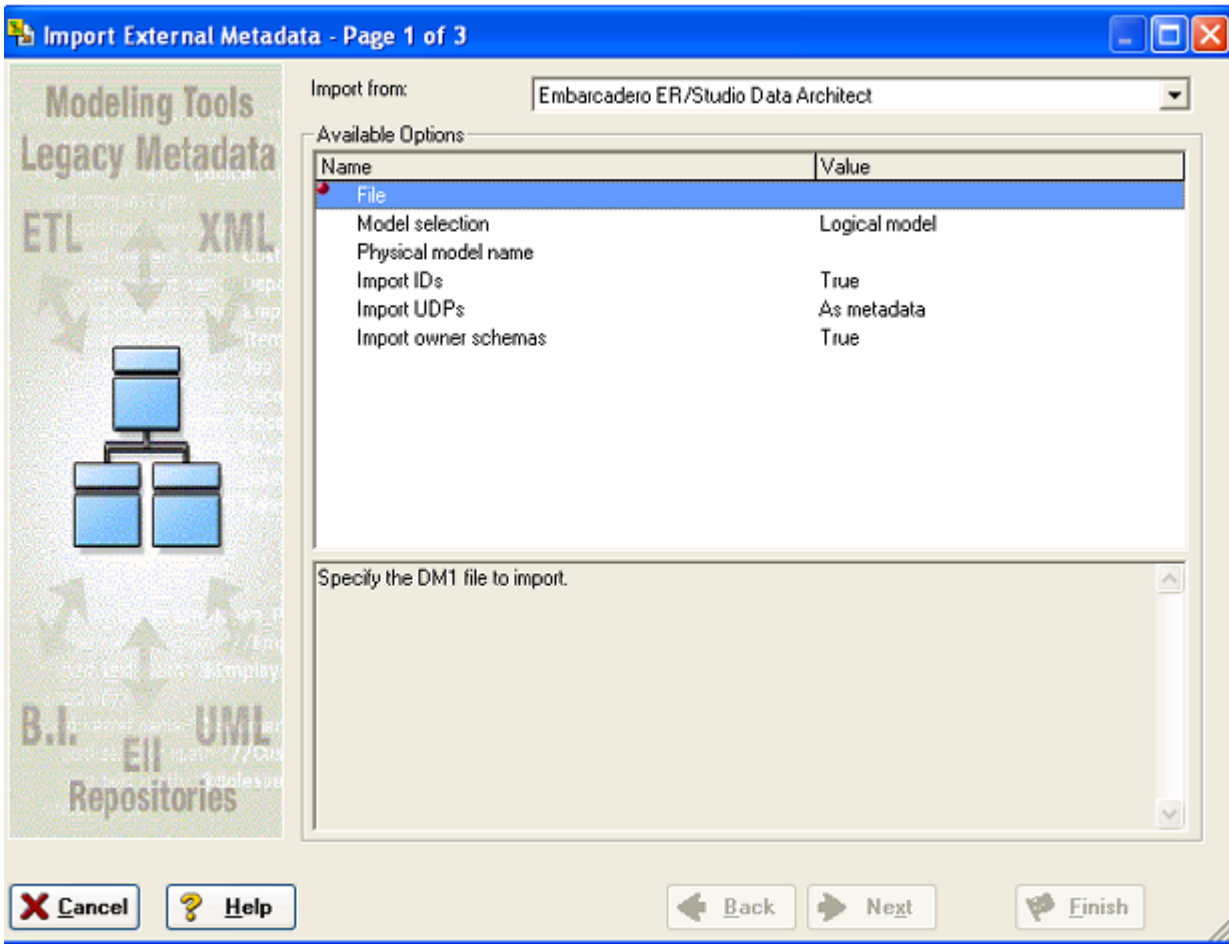 Import External Metadata - Page 1 of 3
Modeling Tools
Legacy Metadata
ETL XML
B.I. UML
EII
Repositories
Import from: Embarcadero ER/Studio Data Architect
Available Options
Name Value
File
Model selection Logical model
Physical model name
Import IDs True
Import UDPs As metadata
Import owner schemas True
Specify the DM1 file to import.
Cancel Help Back Next Finish